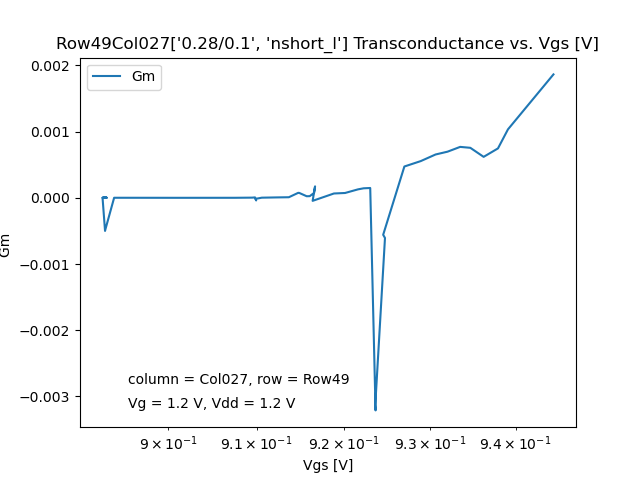 Row49Col027['0.28/0.1', 'nshort_l'] Transconductance vs. Vgs [V]
Gm
0.002
0.001
0.000
−0.001
−0.002
−0.003
Gm
column = Col027, row = Row49
Vg = 1.2 V, Vdd = 1.2 V
9 × 10⁻¹ 9.1 × 10⁻¹ 9.2 × 10⁻¹ 9.3 × 10⁻¹ 9.4 × 10⁻¹
Vgs [V]